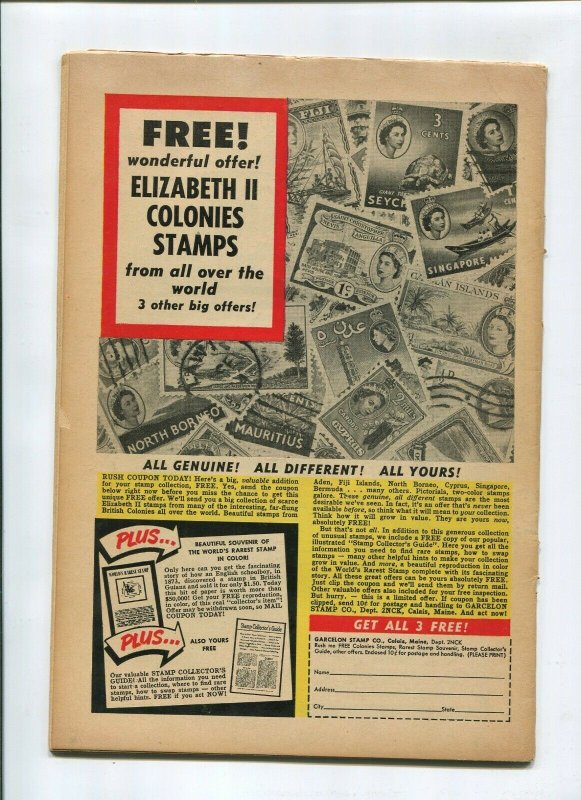 FREE!
wonderful offer!
ELIZABETH II
COLONIES
STAMPS
from all over the
world
3 other big offers!
FIJI
3
CENTS
SEYC
SAINT CHRISTOPHER
NEVIS
ANGUILLA
1c
SINGAPORE
AN ISLANDS
عدن
NORTH BORNEO
MAURITIUS
CYPRUS
ALL GENUINE! ALL DIFFERENT! ALL YOURS!
RUSH COUPON TODAY! Here's a big, valuable addition
for your stamp collection, FREE. Yes, send the coupon
below right now before you miss the chance to get this
unique FREE offer. We'll send you a big collection of scarce
Elizabeth II stamps from many of the interesting, far-flung
British Colonies all over the world. Beautiful stamps from
Aden, Fiji Islands, North Borneo, Cyprus, Singapore,
Bermuda . . . many others. Pictorials, two-color stamps
galore. These genuine, all different stamps are the most
desirable we've seen. In fact, it's an offer that's never been
available before, so think what it will mean to your collection.
Think how it will grow in value. They are yours now,
absolutely FREE!
But that's not all. In addition to this generous collection
of unusual stamps, we include a FREE copy of our popular,
illustrated "Stamp Collector's Guide". Here you get all the
information you need to find rare stamps, how to swap
stamps — many other helpful hints to make your collection
grow in value. And more, a beautiful reproduction in color
of the World's Rarest Stamp complete with its fascinating
story. All these great offers can be yours absolutely FREE.
Just clip the coupon and we'll send them by return mail.
Other valuable offers also included for your free inspection.
But hurry. — this is a limited offer. If coupon has been
clipped, send 10¢ for postage and handling to GARCELON
STAMP CO., Dept. 2NCK, Calais, Maine. And act now!
PLUS...
BEAUTIFUL SOUVENIR OF
THE WORLD'S RAREST STAMP
IN COLOR!
WORLD'S RAREST STAMP
Only here can you get the fascinating
story of how an English schoolboy, in
1873, discovered a stamp in British
Guiana and sold it for only $1.50. Today
this bit of paper is worth more than
$50,000! Get your FREE reproduction,
in color, of this real "collector's item"!
Offer may be withdrawn soon, so MAIL
COUPON TODAY!
PLUS...
ALSO YOURS
FREE
Stamp Collector's Guide
Our valuable STAMP COLLECTOR'S
GUIDE! All the information you need
to start a collection, where to find rare
stamps, how to swap stamps — other
helpful hints. FREE if you act NOW!
GET ALL 3 FREE!
GARCELON STAMP CO., Calais, Maine, Dept. 2NCK
Rush me FREE Colonies Stamps, Rarest Stamp Souvenir, Stamp Collector's
Guide, other offers. Enclosed 10¢ for postage and handling. (PLEASE PRINT)
Name
Address
City State